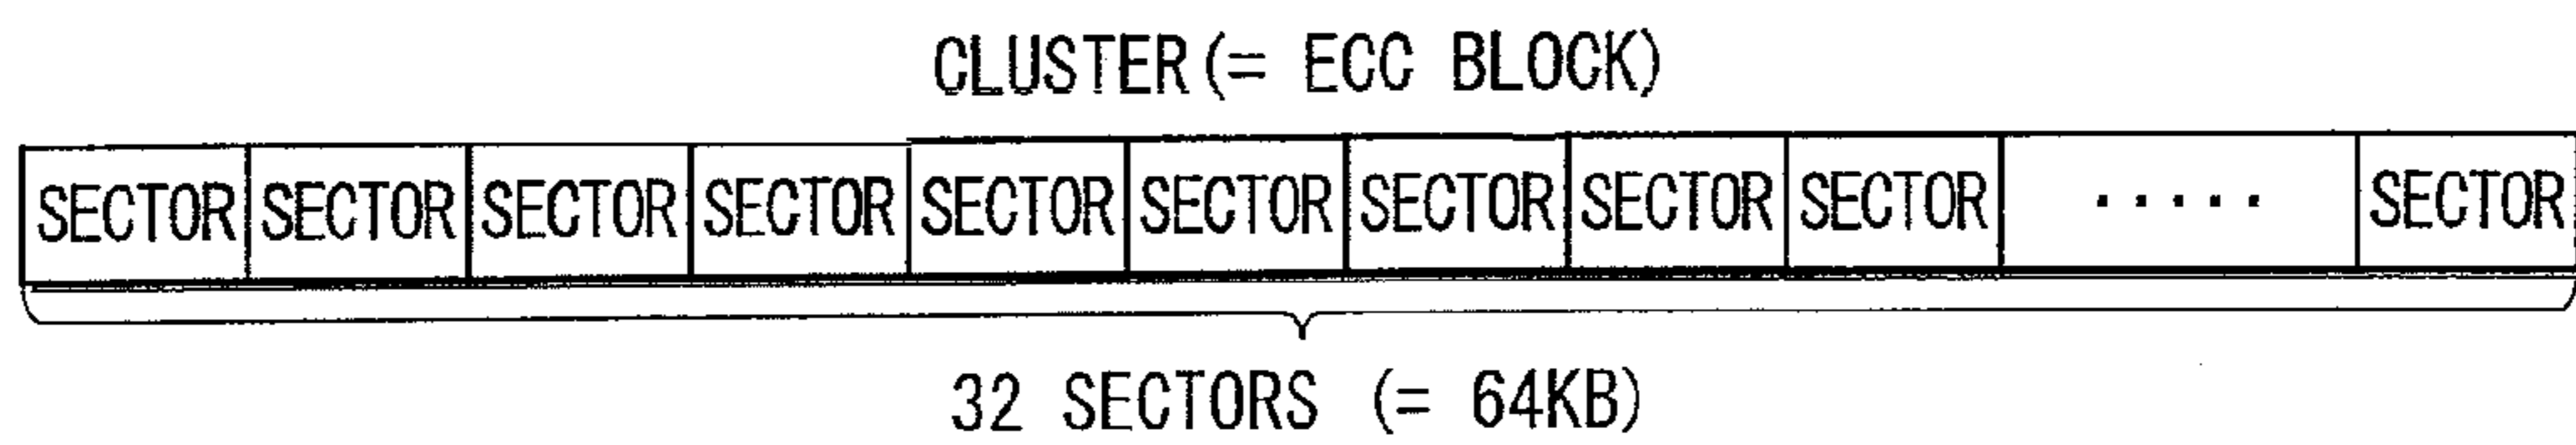 CLUSTER (= ECC BLOCK)
SECTOR SECTOR SECTOR SECTOR SECTOR SECTOR SECTOR SECTOR SECTOR ..... SECTOR
32 SECTORS (= 64KB)